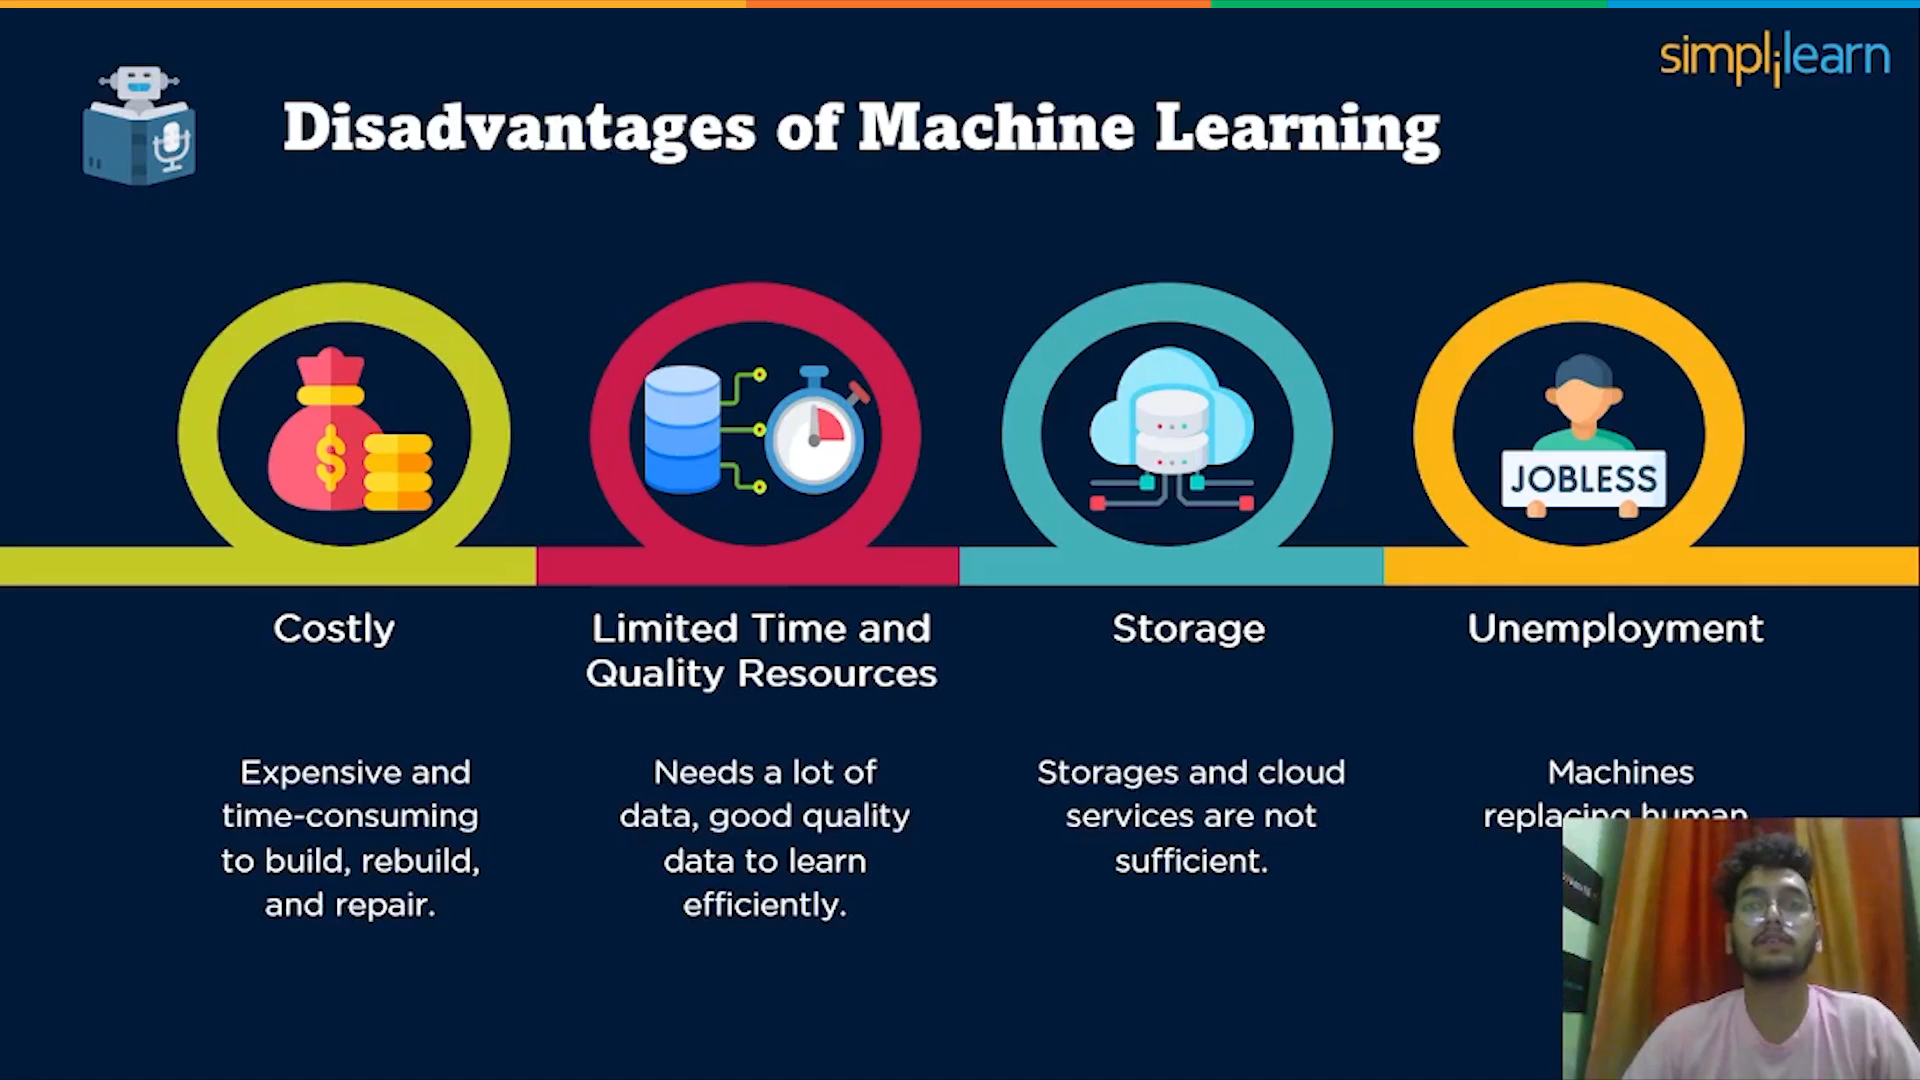 simplilearn
Disadvantages of Machine Learning
JOBLESS
Costly
Limited Time and
Quality Resources
Storage
Unemployment
Expensive and
time-consuming
to build, rebuild,
and repair.
Needs a lot of
data, good quality
data to learn
efficiently.
Storages and cloud
services are not
sufficient.
Machines
replacing human